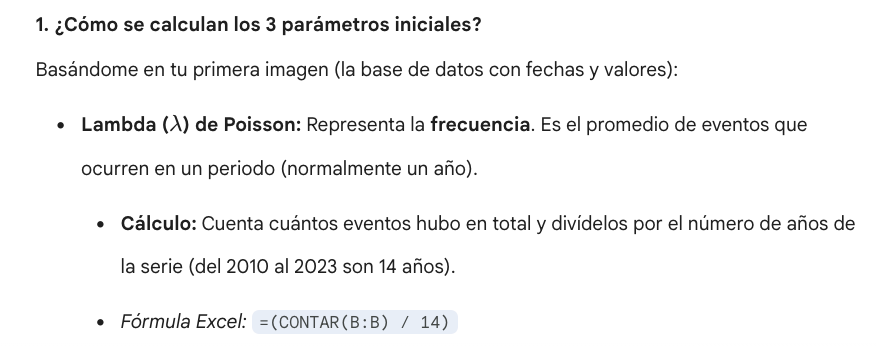 1. ¿Cómo se calculan los 3 parámetros iniciales?
Basándome en tu primera imagen (la base de datos con fechas y valores):
• Lambda (λ) de Poisson: Representa la frecuencia. Es el promedio de eventos que
ocurren en un periodo (normalmente un año).
• Cálculo: Cuenta cuántos eventos hubo en total y divídelos por el número de años de
la serie (del 2010 al 2023 son 14 años).
• Fórmula Excel: =(CONTAR(B:B) / 14)